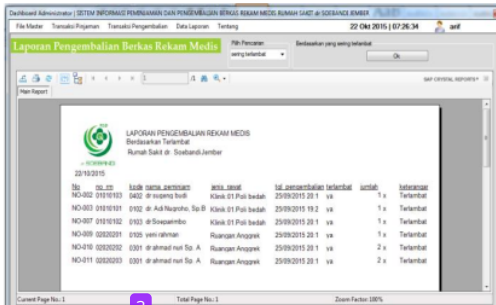 Dashboard Administrator | SISTEM INFORMASI PEMINJAMAN DAN PENGEMBALIAN BERKAS REKAM MEDIS RUMAH SAKIT dr SOEBANDI JEMBER
File Master Transaksi Pinjaman Transaksi Pengembalian Data Laporan Tentang 22 Okt 2015 | 07:26:34 arif
Laporan Pengembalian Berkas Rekam Medis
Pilih Pencarian Berdasarkan yang sering terlambat
sering terlambat Ok
1 /1 SAP CRYSTAL REPORTS
Main Report
LAPORAN PENGEMBALIAN REKAM MEDIS
Berdasarkan Terlambat
Rumah Sakit dr. Soebandi Jember
22/10/2015
No no_rm kode nama_peminjam jenis_rawat tgl_pengembalian terlambat jumlah keterangan
NO-002 01010103 0402 dr sugeng budi Klinik 01 Poli bedah 25/09/2015 20:1 ya 1 x Terlambat
NO-003 01010101 0102 dr. Adi Nugroho, Sp.B Klinik 01 Poli bedah 25/09/2015 19:2 ya 1 x Terlambat
NO-007 01010102 0103 dr Soeparimbo Klinik 01 Poli bedah 25/09/2015 20:1 ya 1 x Terlambat
NO-009 02020201 0105 yeni rahman Ruangan Anggrek 25/09/2015 20:1 ya 1 x Terlambat
NO-010 02020202 0301 dr ahmad nuri Sp. A Ruangan Anggrek 25/09/2015 20:1 ya 2 x Terlambat
NO-011 02020203 0301 dr ahmad nuri Sp. A Ruangan Anggrek 25/09/2015 20:1 ya 2 x Terlambat
Current Page No.: 1 Total Page No.: 1 Zoom Factor: 100%